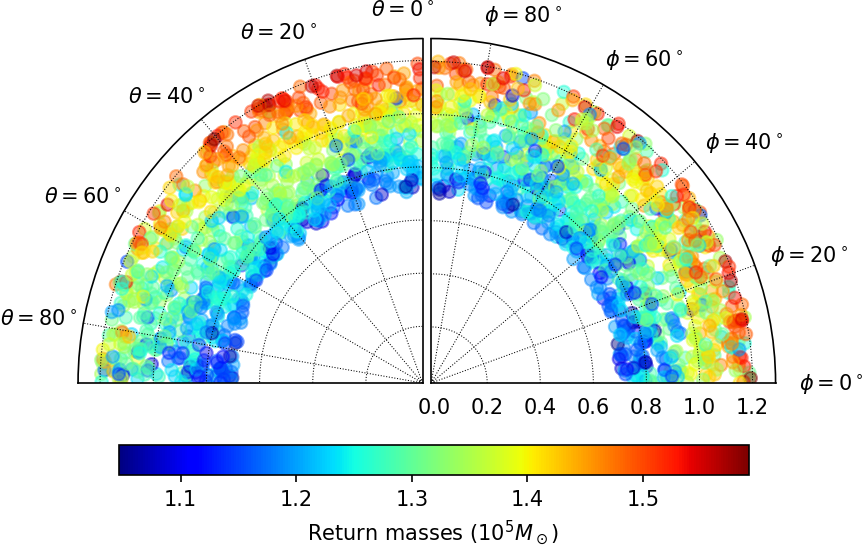 θ = 0°
ϕ = 80°
θ = 20°
ϕ = 60°
θ = 40°
ϕ = 40°
θ = 60°
ϕ = 20°
θ = 80°
ϕ = 0°
0.0 0.2 0.4 0.6 0.8 1.0 1.2
1.1 1.2 1.3 1.4 1.5
Return masses (10⁵M⊙)